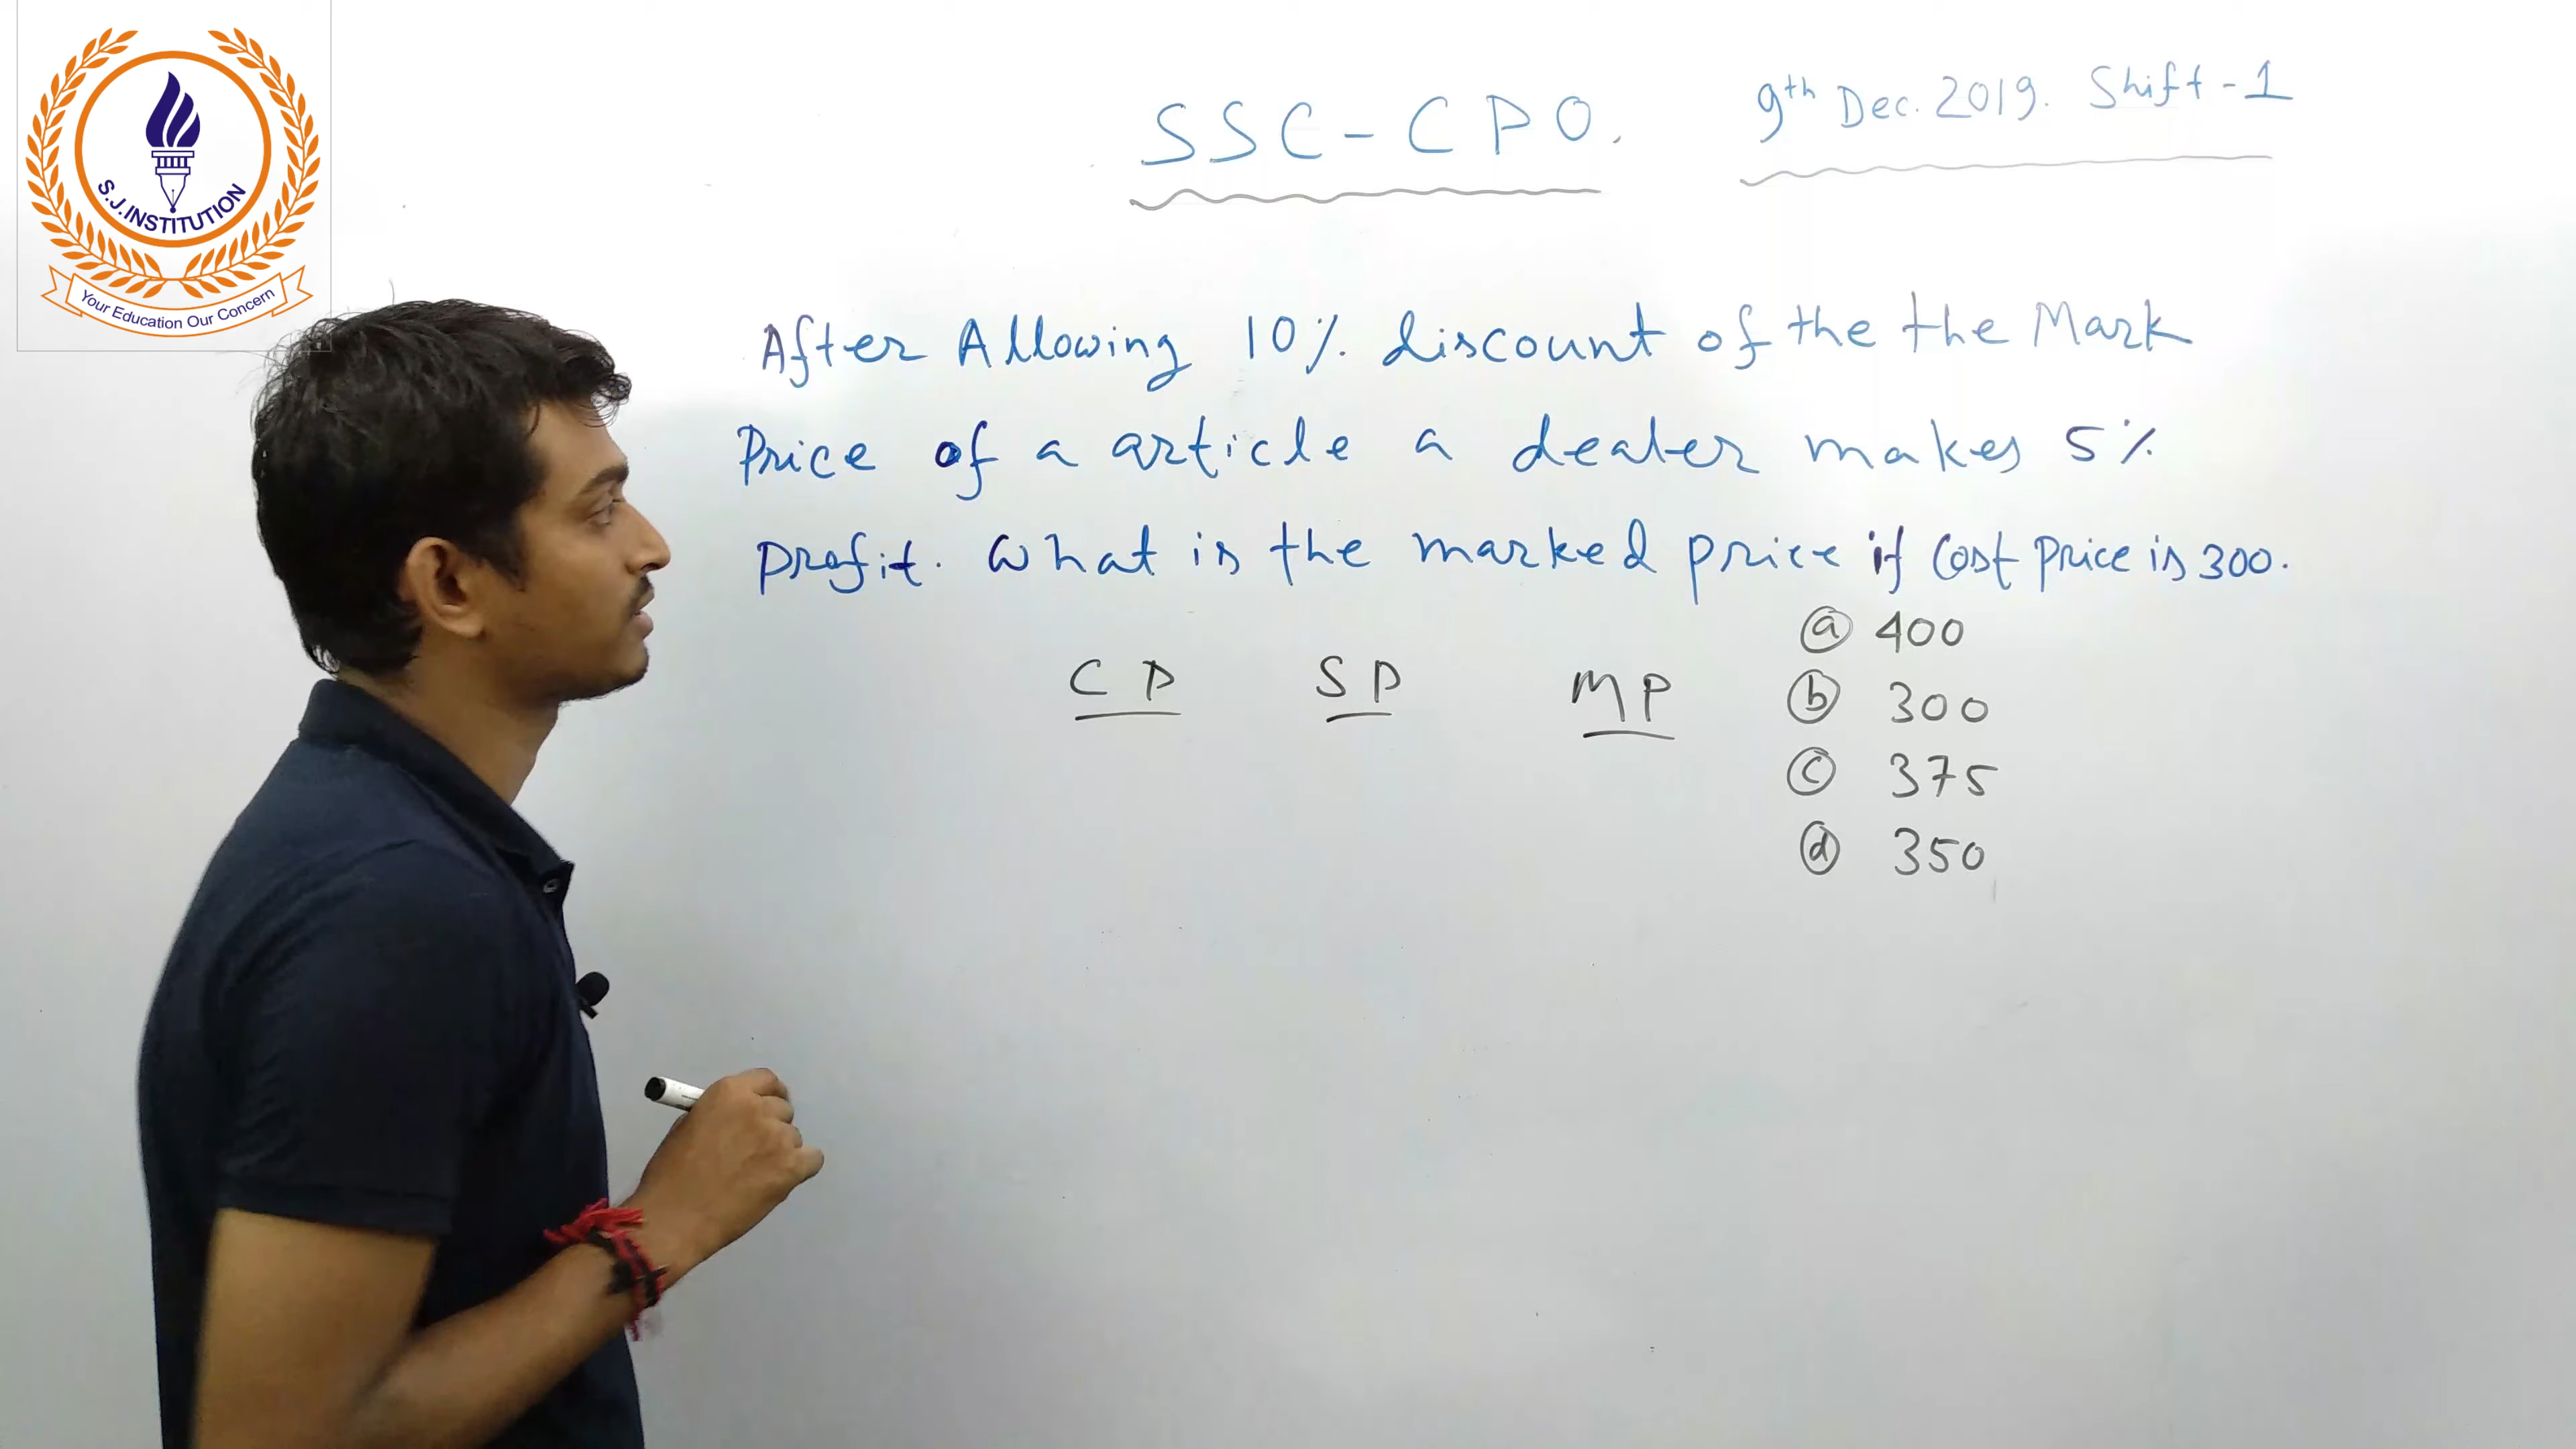 S.J.INSTITUTION
Your Education Our Concern
SSC-CPO.
9th Dec. 2019. Shift-1
After Allowing 10% discount of the the Mark
Price of a article a dealer makes 5%
Profit. What is the marked price if Cost Price is 300.
CP SP MP
(a) 400
(b) 300
(c) 375
(d) 350